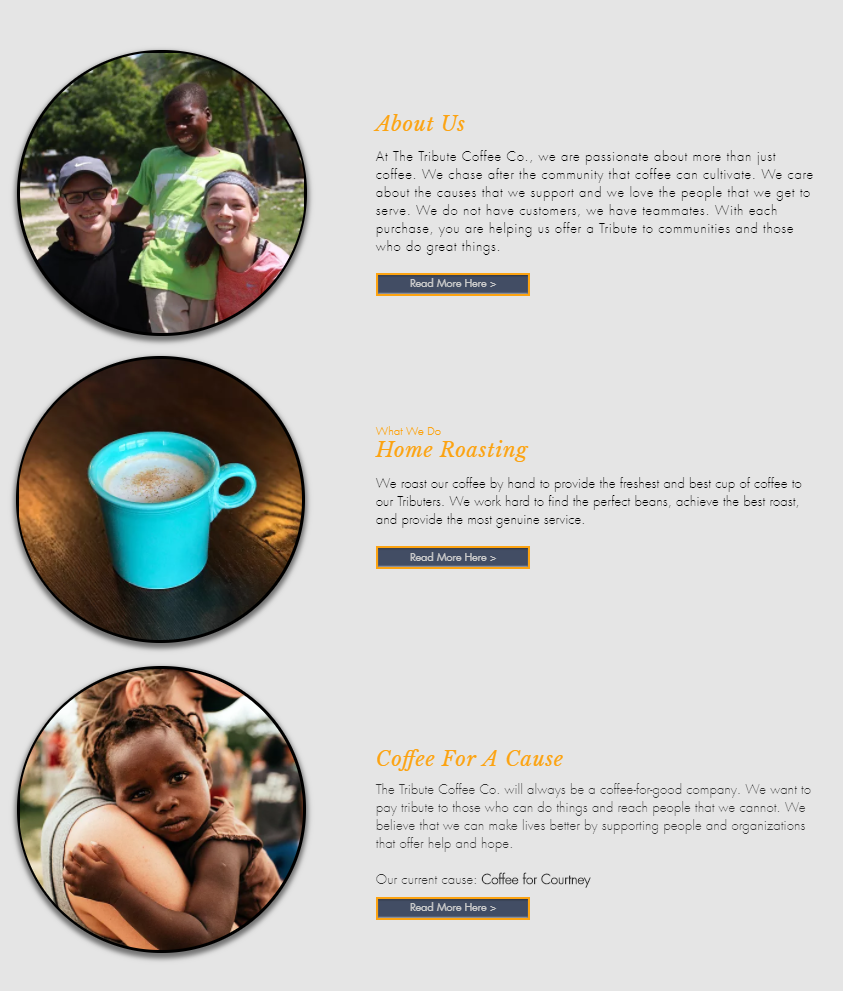 About Us
At The Tribute Coffee Co., we are passionate about more than just
coffee. We chase after the community that coffee can cultivate. We care
about the causes that we support and we love the people that we get to
serve. We do not have customers, we have teammates. With each
purchase, you are helping us offer a Tribute to communities and those
who do great things.
Read More Here >
What We Do
Home Roasting
We roast our coffee by hand to provide the freshest and best cup of coffee to
our Tributers. We work hard to find the perfect beans, achieve the best roast,
and provide the most genuine service.
Read More Here >
Coffee For A Cause
The Tribute Coffee Co. will always be a coffee-for-good company. We want to
pay tribute to those who can do things and reach people that we cannot. We
believe that we can make lives better by supporting people and organizations
that offer help and hope.
Our current cause: Coffee for Courtney
Read More Here >